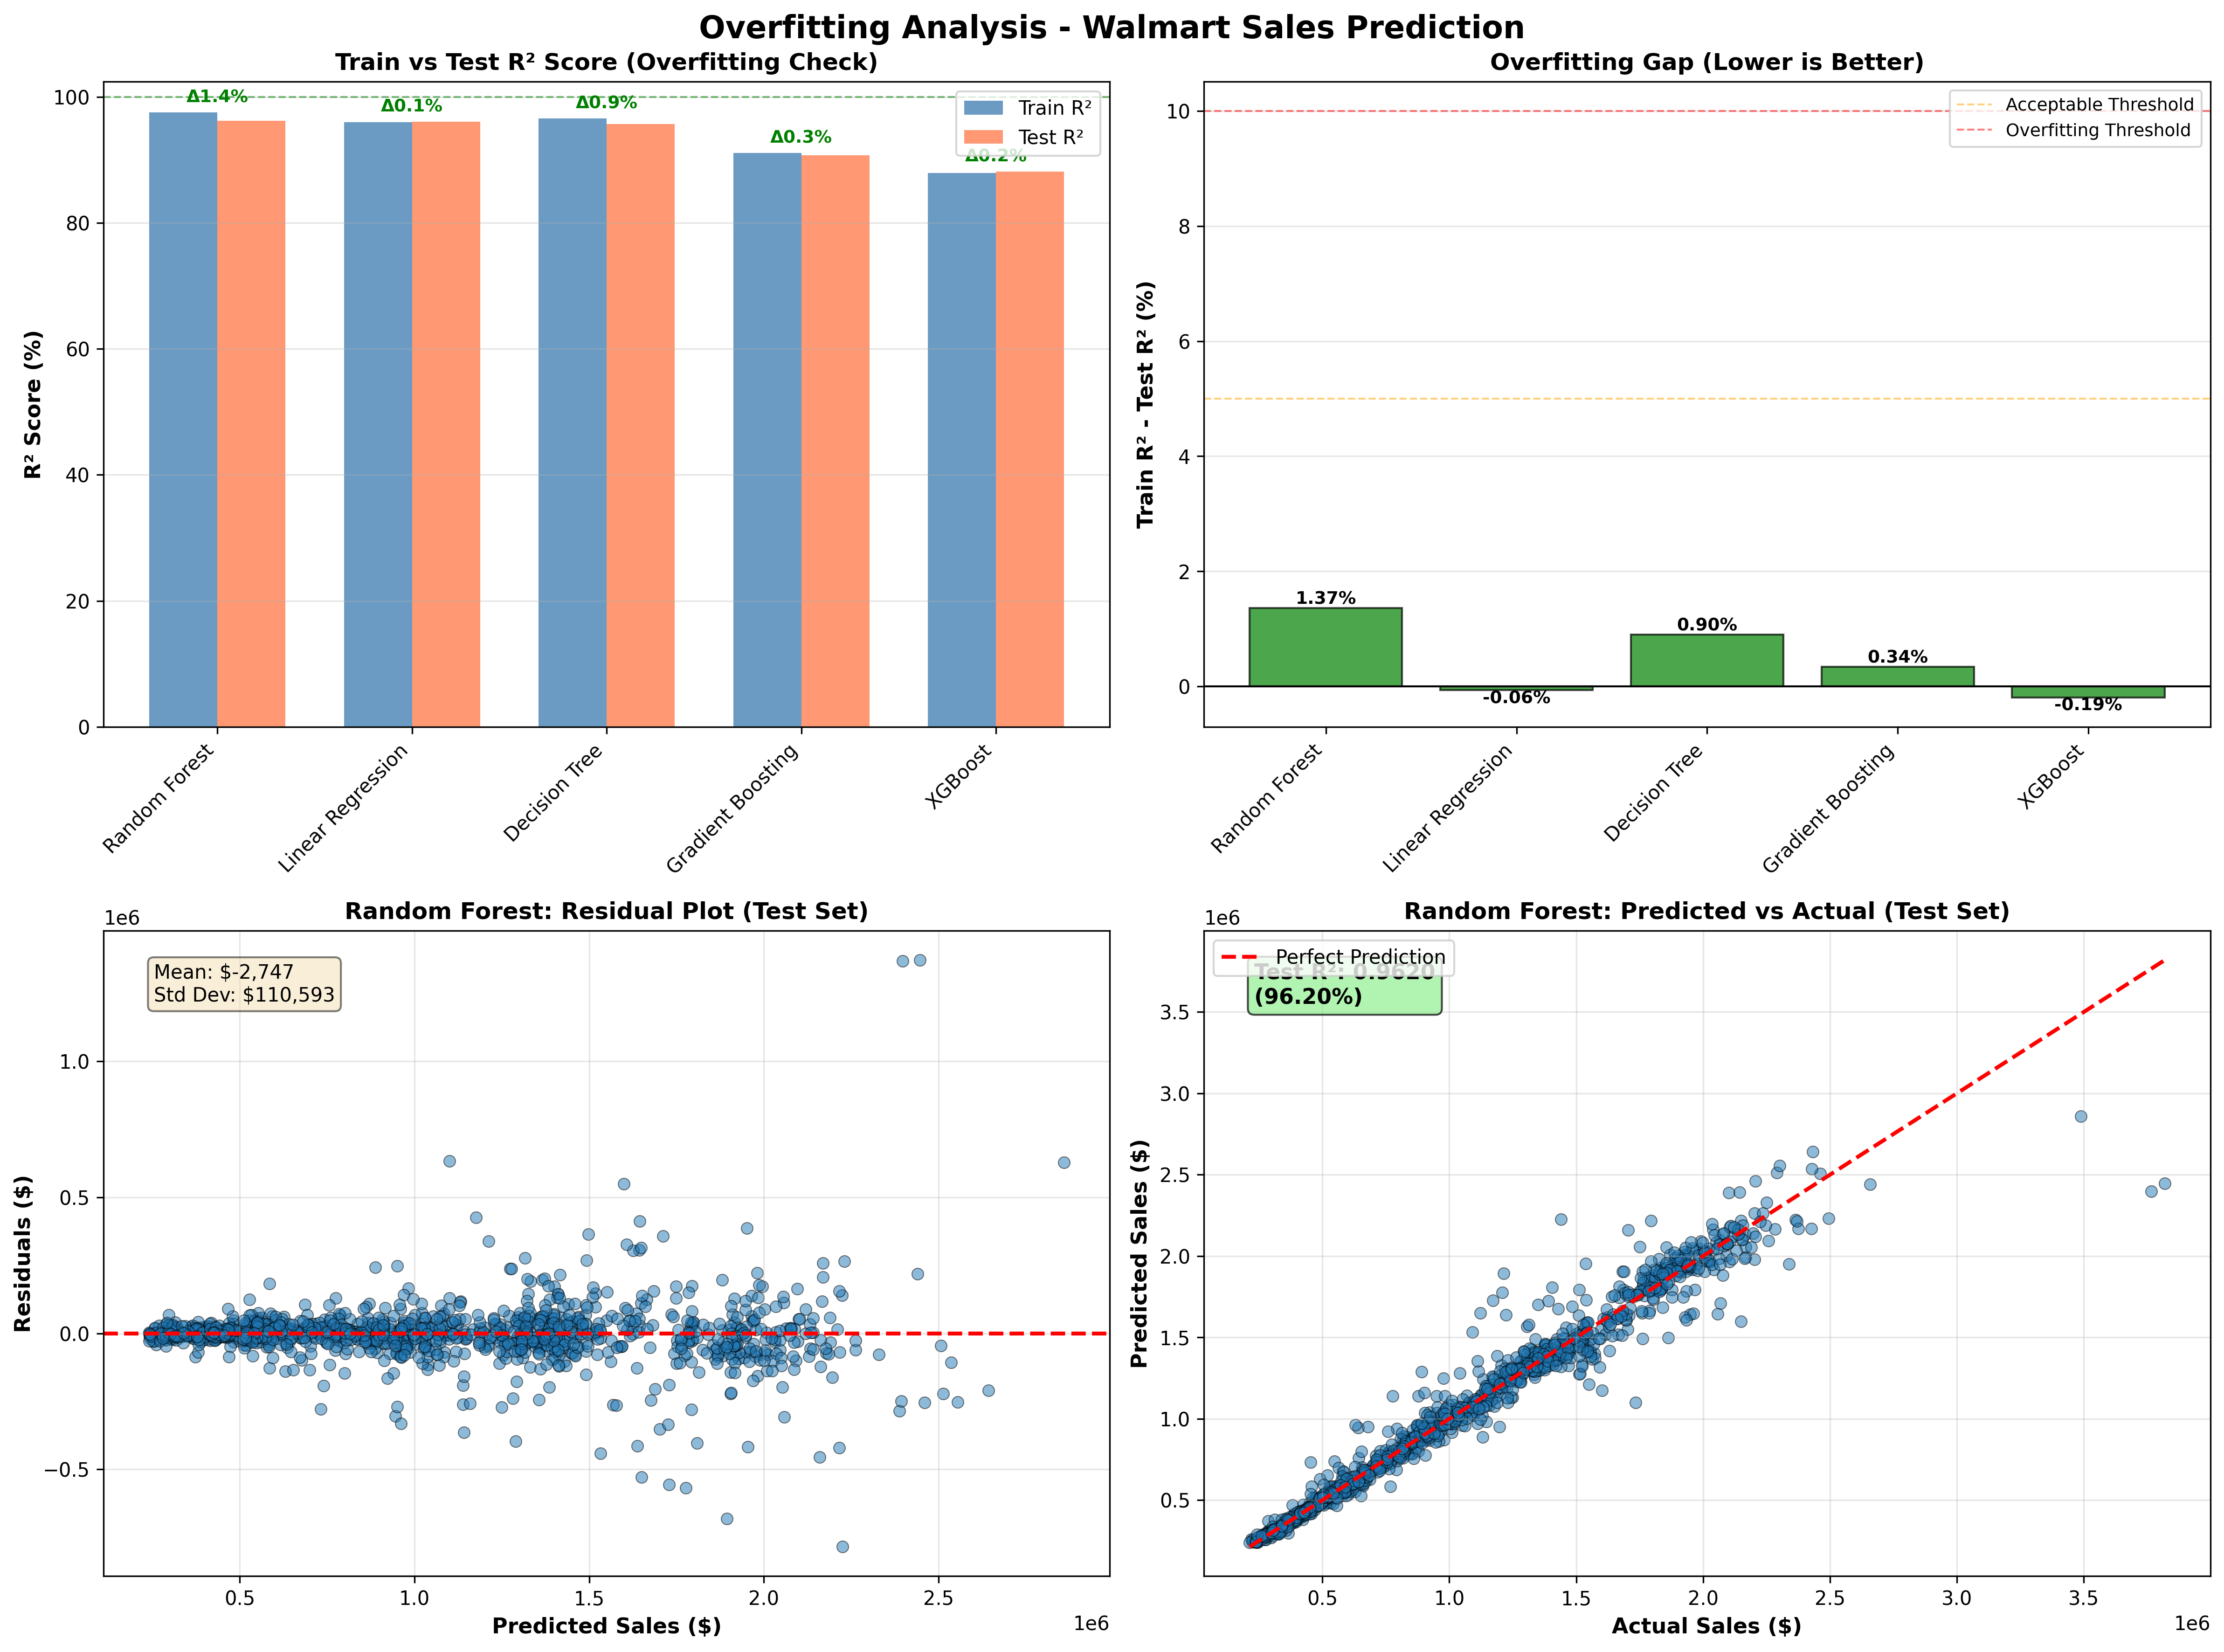 Overfitting Analysis - Walmart Sales Prediction
Train vs Test R² Score (Overfitting Check)
R² Score (%)
100
80
60
40
20
0
Δ1.4%
Δ0.1%
Δ0.9%
Δ0.3%
Δ0.2%
Train R²
Test R²
Random Forest
Linear Regression
Decision Tree
Gradient Boosting
XGBoost
Overfitting Gap (Lower is Better)
Train R² - Test R² (%)
10
8
6
4
2
0
Acceptable Threshold
Overfitting Threshold
1.37%
-0.06%
0.90%
0.34%
-0.19%
Random Forest
Linear Regression
Decision Tree
Gradient Boosting
XGBoost
Random Forest: Residual Plot (Test Set)
1e6
Mean: $-2,747
Std Dev: $110,593
Residuals ($)
1.0
0.5
0.0
−0.5
0.5
1.0
1.5
2.0
2.5
1e6
Predicted Sales ($)
Random Forest: Predicted vs Actual (Test Set)
1e6
Perfect Prediction
Test R²: 0.9620
(96.20%)
Predicted Sales ($)
3.5
3.0
2.5
2.0
1.5
1.0
0.5
0.5
1.0
1.5
2.0
2.5
3.0
3.5
1e6
Actual Sales ($)